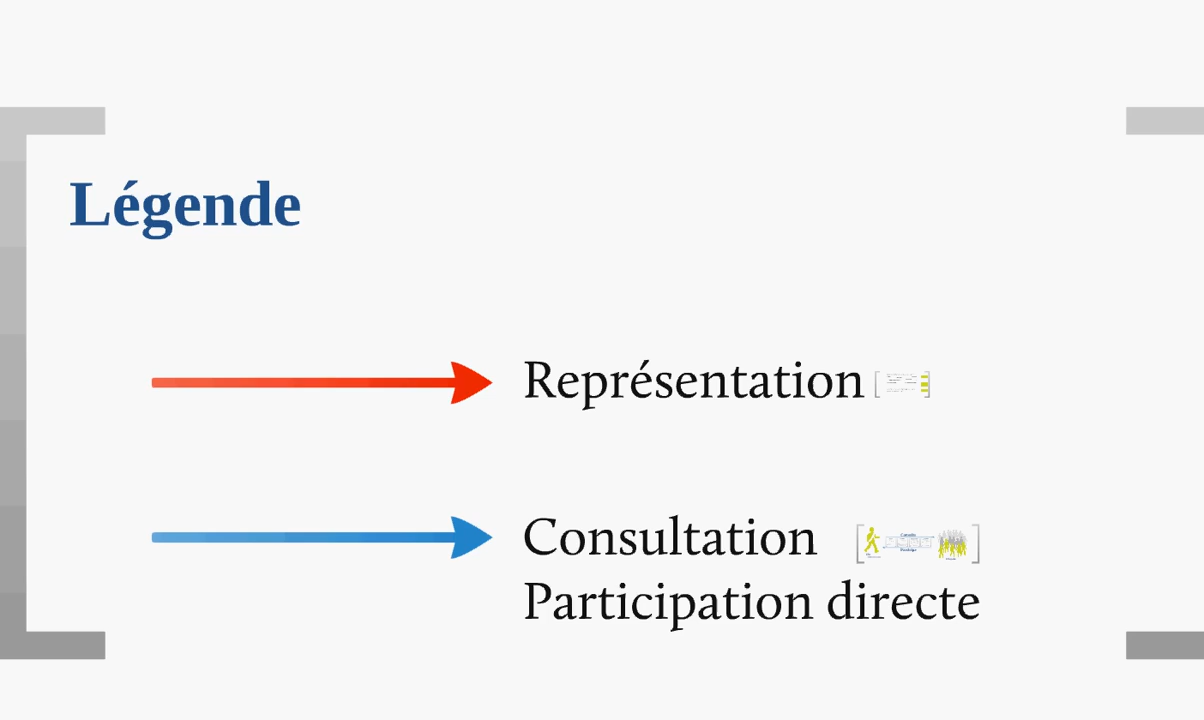 Légende
Représentation
Consultation
Participation directe